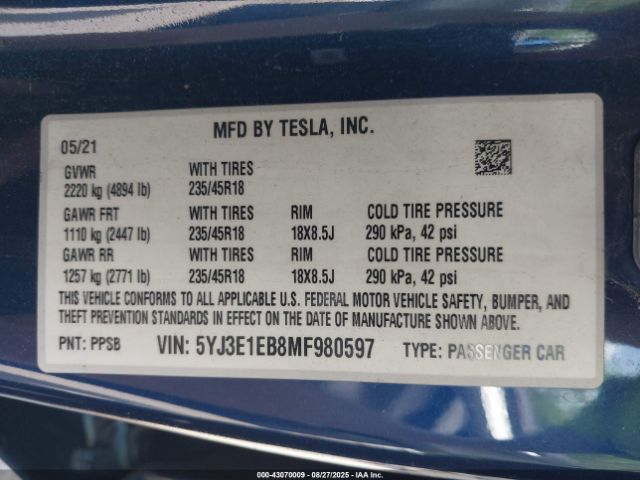 MFD BY TESLA, INC.
05/21
GVWR WITH TIRES
2220 kg (4894 lb) 235/45R18
GAWR FRT WITH TIRES RIM COLD TIRE PRESSURE
1110 kg (2447 lb) 235/45R18 18X8.5J 290 kPa, 42 psi
GAWR RR WITH TIRES RIM COLD TIRE PRESSURE
1257 kg (2771 lb) 235/45R18 18X8.5J 290 kPa, 42 psi
THIS VEHICLE CONFORMS TO ALL APPLICABLE U.S. FEDERAL MOTOR VEHICLE SAFETY, BUMPER, AND
THEFT PREVENTION STANDARDS IN EFFECT ON THE DATE OF MANUFACTURE SHOWN ABOVE.
PNT: PPSB VIN: 5YJ3E1EB8MF980597 TYPE: PASSENGER CAR
000-43070009 - 08/27/2025 - IAA Inc.